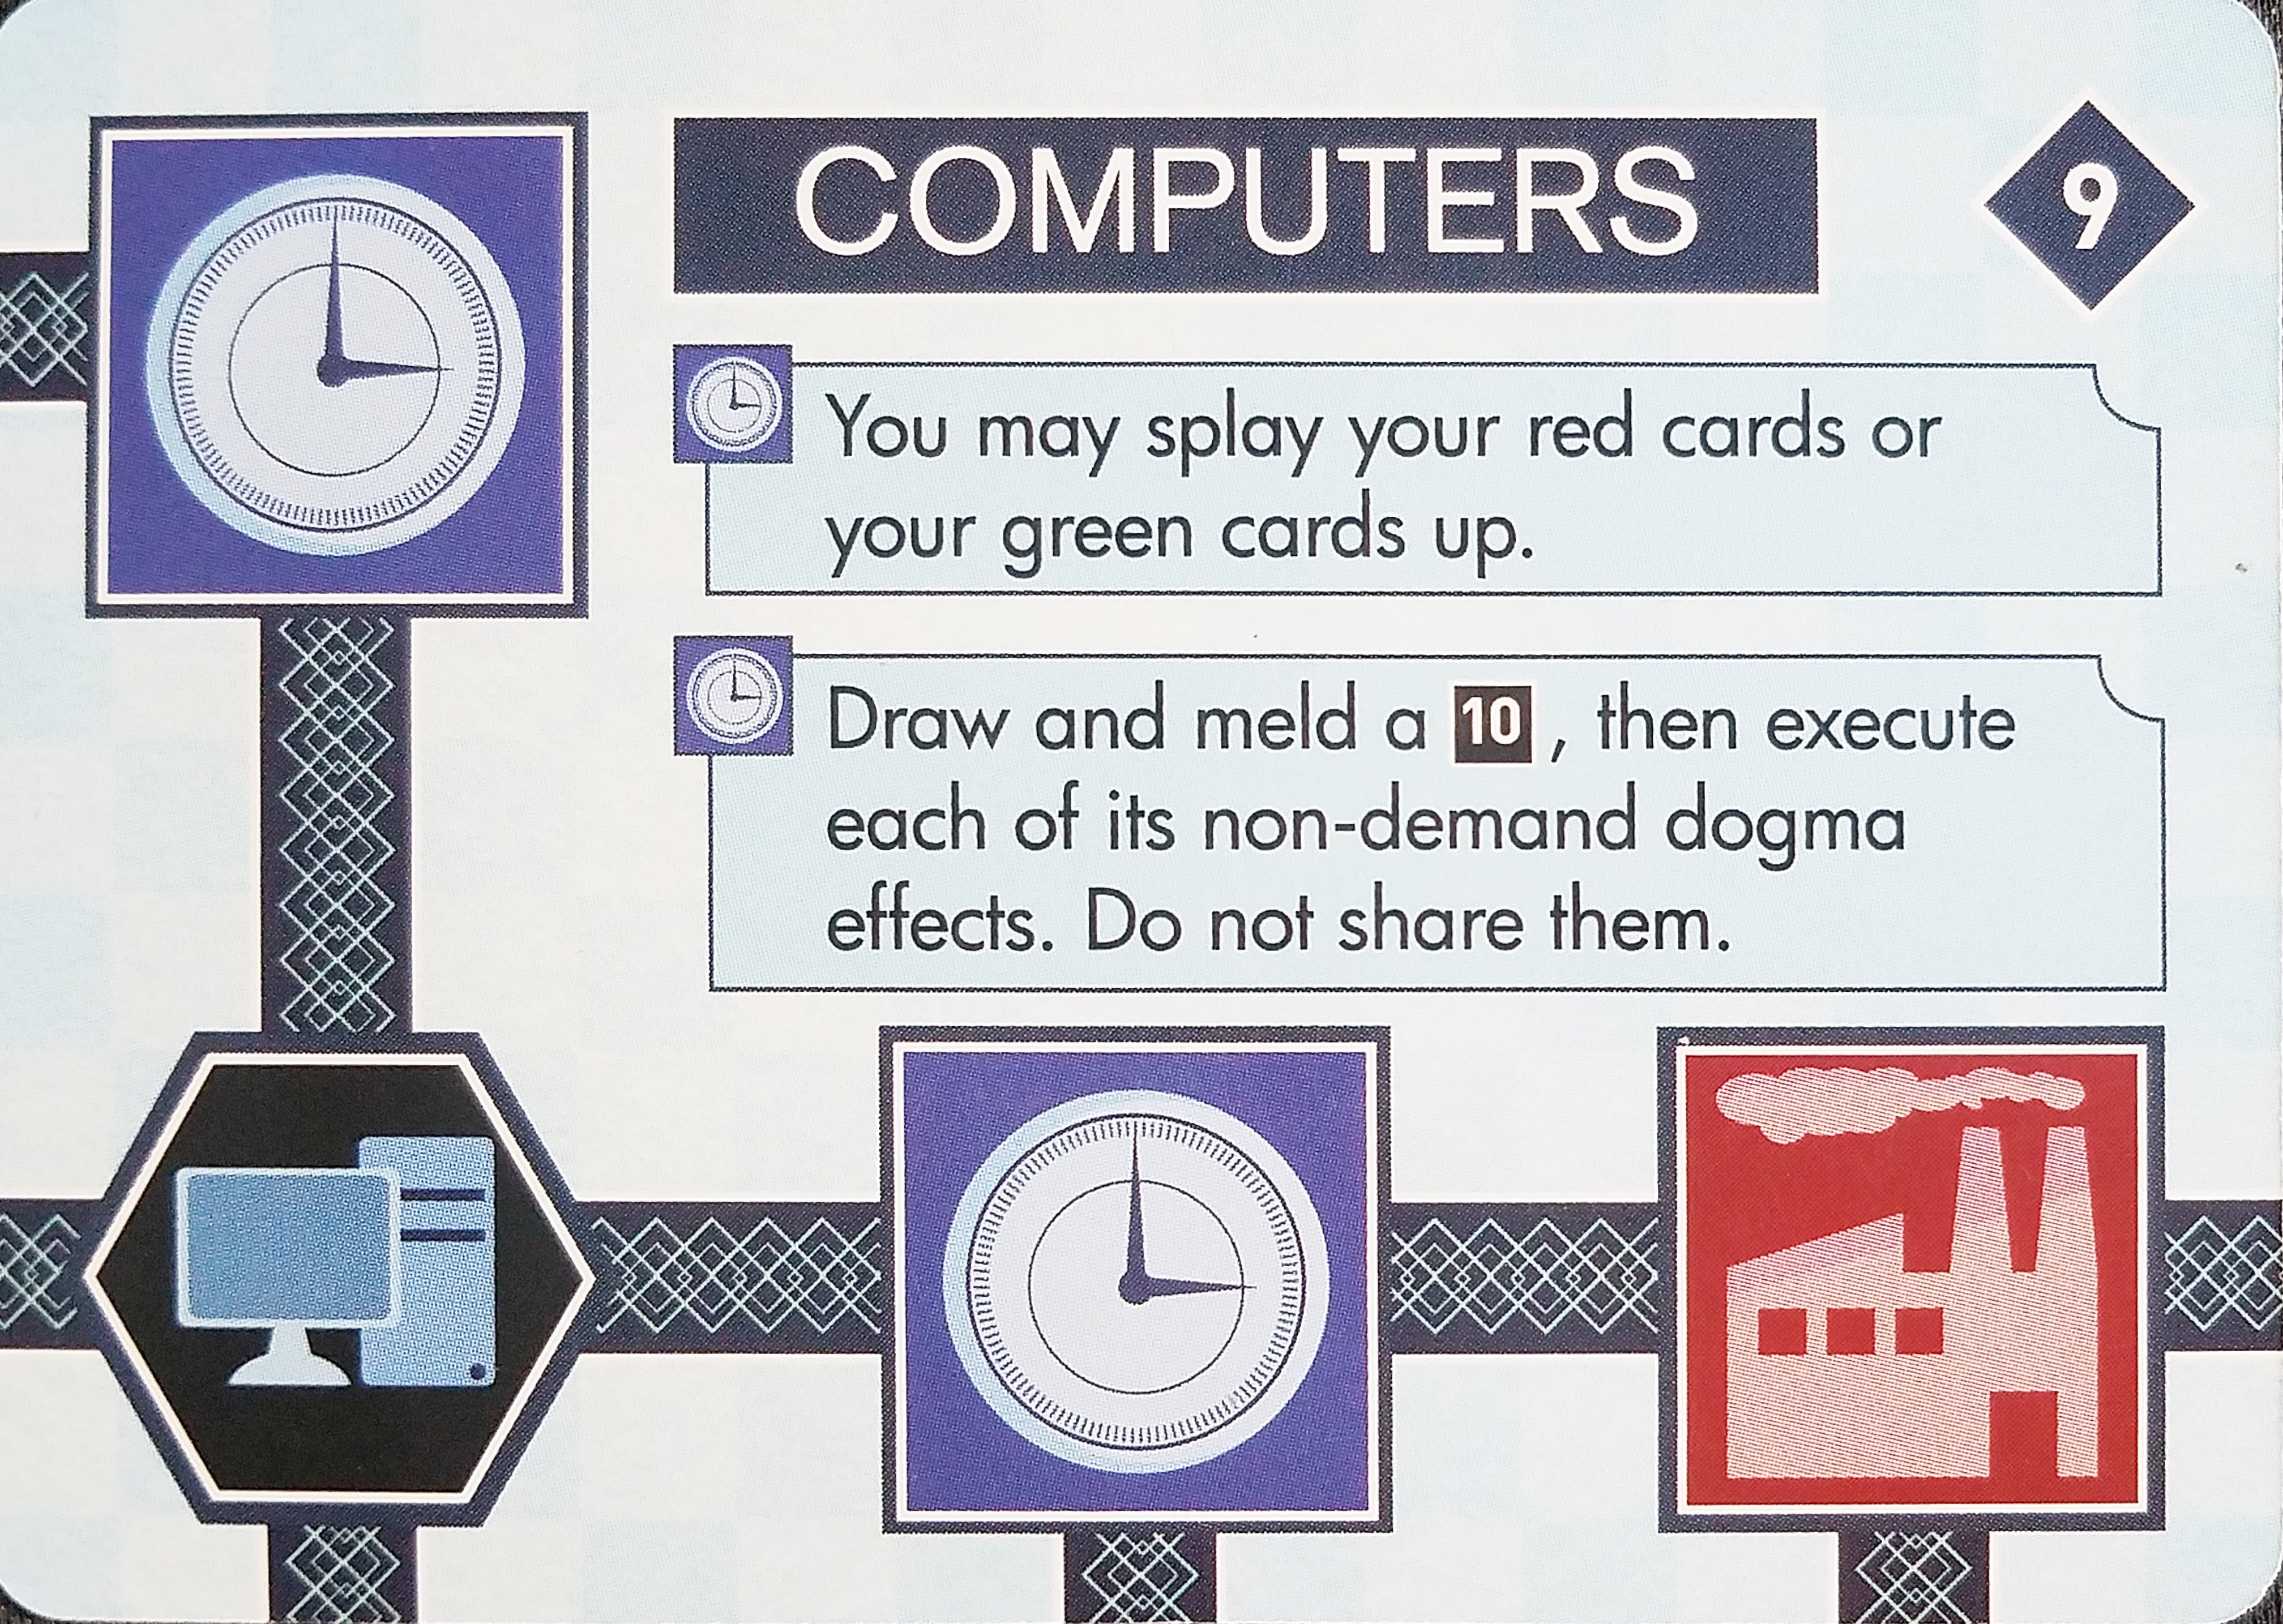 COMPUTERS
9
You may splay your red cards or
your green cards up.
Draw and meld a 10 , then execute
each of its non-demand dogma
effects. Do not share them.